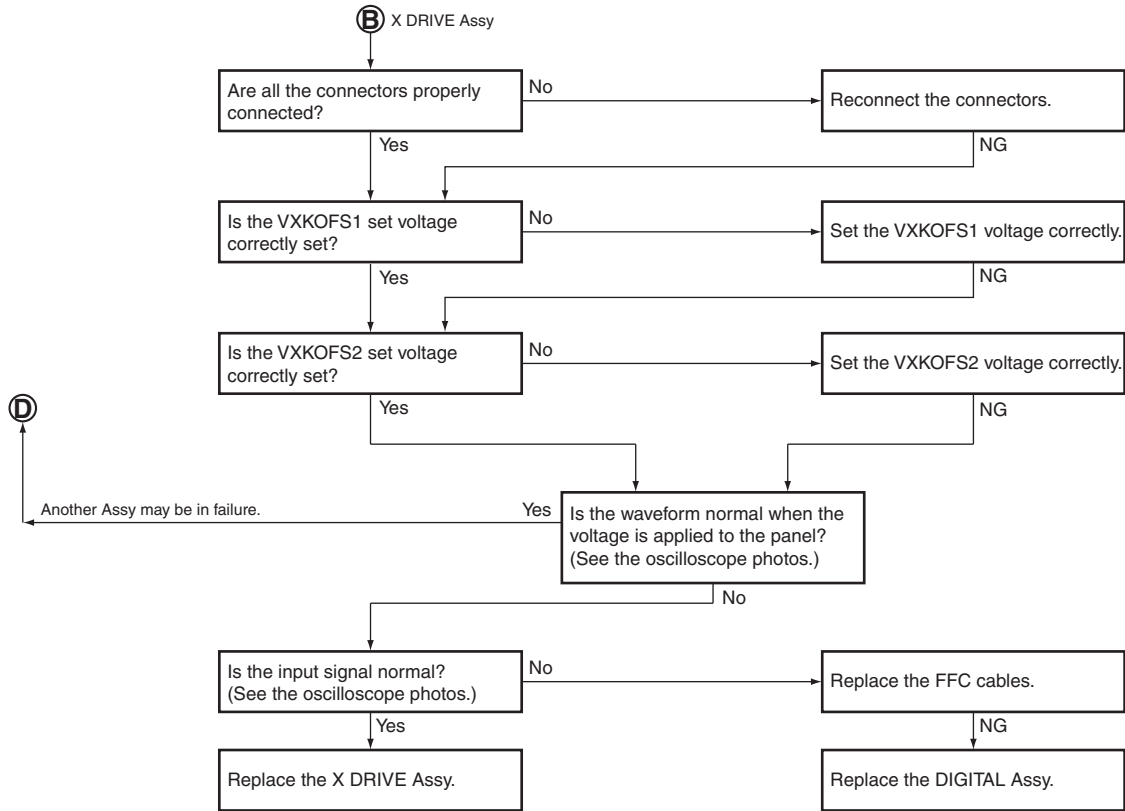 B X DRIVE Assy
Are all the connectors properly
connected?
No
Reconnect the connectors.
Yes
NG
Is the VXKOFS1 set voltage
correctly set?
No
Set the VXKOFS1 voltage correctly.
Yes
NG
Is the VXKOFS2 set voltage
correctly set?
No
Set the VXKOFS2 voltage correctly.
Yes
NG
D
Another Assy may be in failure.
Yes
Is the waveform normal when the
voltage is applied to the panel?
(See the oscilloscope photos.)
No
Is the input signal normal?
(See the oscilloscope photos.)
No
Replace the FFC cables.
Yes
NG
Replace the X DRIVE Assy.
Replace the DIGITAL Assy.